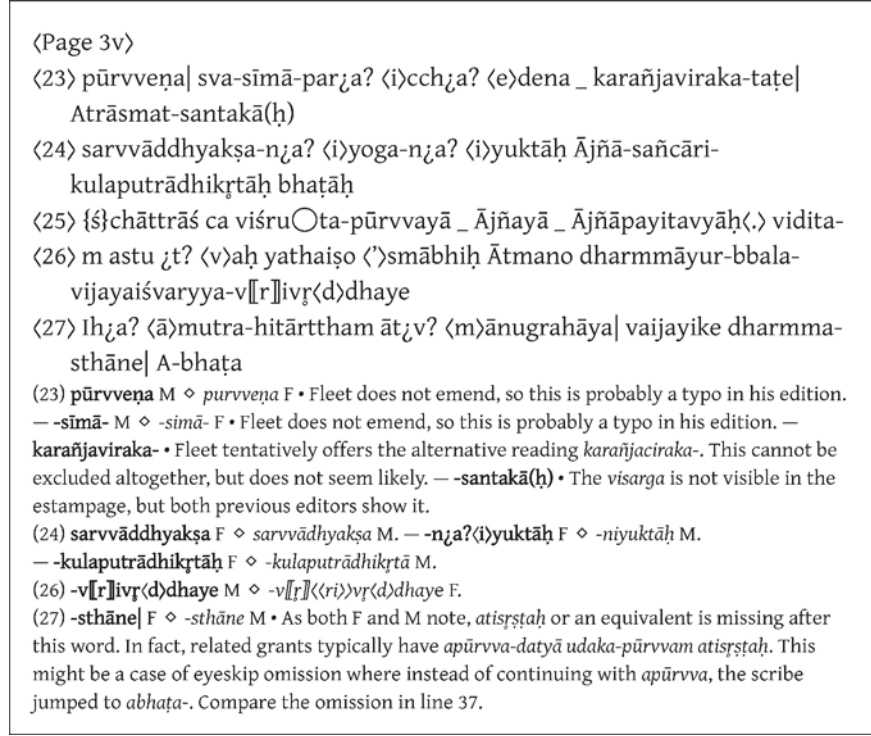 ⟨Page 3v⟩
⟨23⟩ pūrvveṇa| sva-sīmā-par¿a? ⟨i⟩cch¿a? ⟨e⟩dena _ karañjaviraka-taṭe|
Atrāsmat-santakā(ḥ)
⟨24⟩ sarvvāddhyakṣa-n¿a? ⟨i⟩yoga-n¿a? ⟨i⟩yuktāḥ Ājñā-sañcāri-
kulaputrādhikr̥tāḥ bhaṭāḥ
⟨25⟩ {ś}chāttrāś ca viśru◯ta-pūrvvayā _ Ājñayā _ Ājñāpayitavyāḥ⟨.⟩ vidita-
⟨26⟩ m astu ¿t? ⟨v⟩aḥ yathaiṣo ⟨’⟩smābhiḥ Ātmano dharmmāyur-bbala-
vijayaiśvaryya-v⟦r⟧ivr̥⟨d⟩dhaye
⟨27⟩ Ih¿a? ⟨ā⟩mutra-hitārttham āt¿v? ⟨m⟩ānugrahāya| vaijayike dharmma-
sthāne| A-bhaṭa
(23) pūrvveṇa M ◇ purvveṇa F • Fleet does not emend, so this is probably a typo in his edition.
— -sīmā- M ◇ -simā- F • Fleet does not emend, so this is probably a typo in his edition. —
karañjaviraka- • Fleet tentatively offers the alternative reading karañjaciraka-. This cannot be
excluded altogether, but does not seem likely. — -santakā(ḥ) • The visarga is not visible in the
estampage, but both previous editors show it.
(24) sarvvāddhyakṣa F ◇ sarvvādhyakṣa M. — -n¿a?⟨i⟩yuktāḥ F ◇ -niyuktāḥ M.
— -kulaputrādhikr̥tāḥ F ◇ -kulaputrādhikr̥tā M.
(26) -v⟦r⟧ivr̥⟨d⟩dhaye M ◇ -v⟦r̥⟧⟨⟨ri⟩⟩vr̥⟨d⟩dhaye F.
(27) -sthāne| F ◇ -sthāne M • As both F and M note, atisr̥ṣṭaḥ or an equivalent is missing after
this word. In fact, related grants typically have apūrvva-datyā udaka-pūrvvam atisr̥ṣṭaḥ. This
might be a case of eyeskip omission where instead of continuing with apūrvva, the scribe
jumped to abhaṭa-. Compare the omission in line 37.